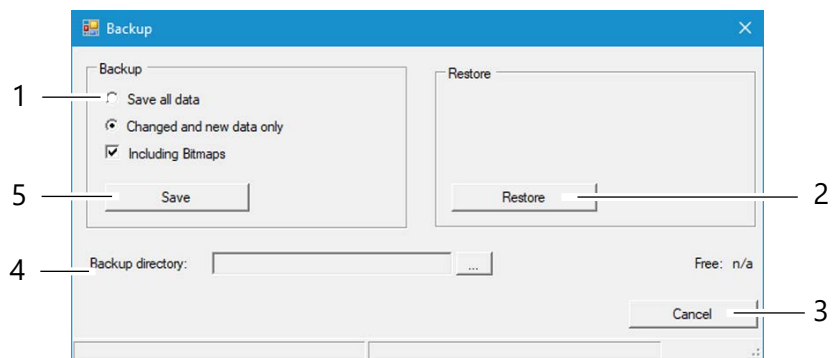 Backup
Backup
Restore
1
Save all data
Changed and new data only
Including Bitmaps
5
Save
Restore
2
4
Backup directory:
...
Free: n/a
Cancel
3